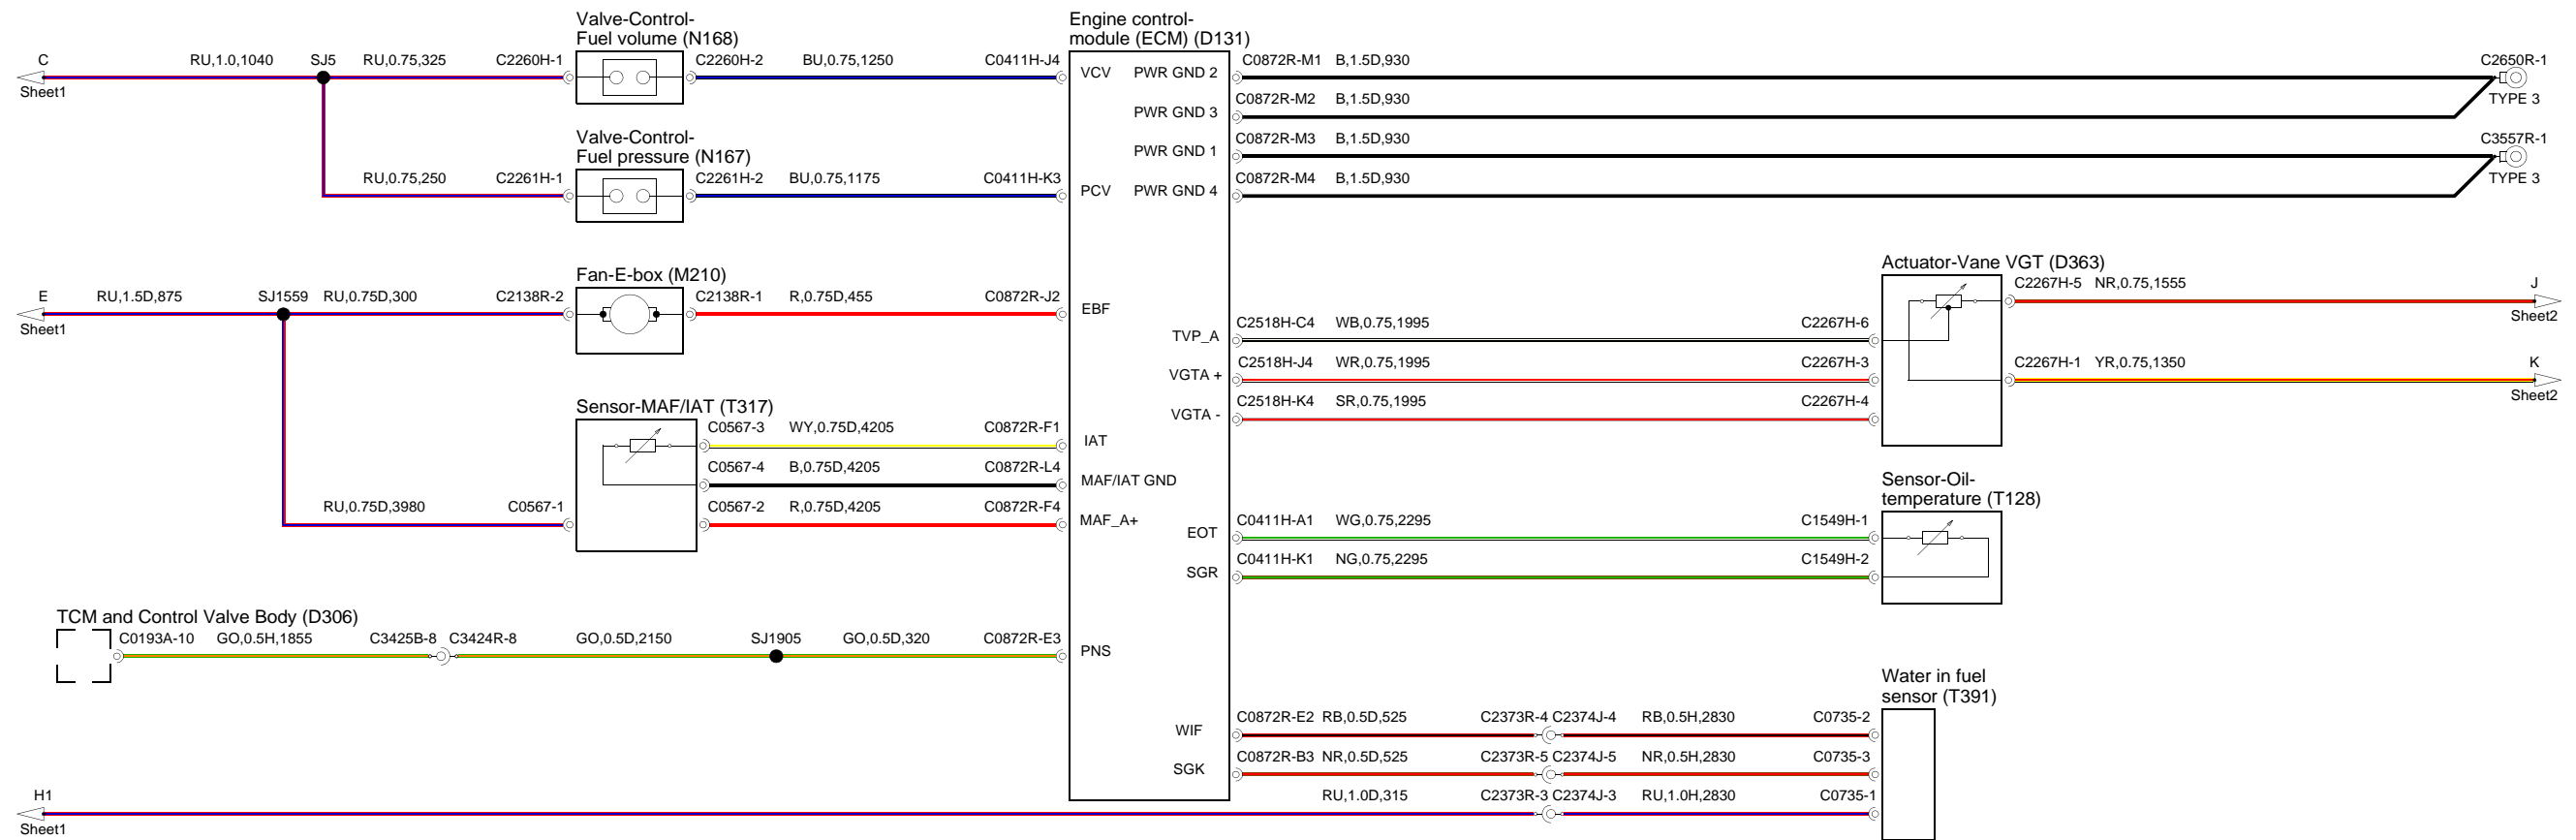 Valve-Control-
Fuel volume (N168)
Engine control-
module (ECM) (D131)
C
RU,1.0,1040
SJ5
RU,0.75,325
C2260H-1
C2260H-2
BU,0.75,1250
C0411H-J4
VCV
PWR GND 2
C0872R-M1
B,1.5D,930
C2650R-1
Sheet1
C0872R-M2
B,1.5D,930
TYPE 3
PWR GND 3
Valve-Control-
Fuel pressure (N167)
PWR GND 1
C0872R-M3
B,1.5D,930
C3557R-1
RU,0.75,250
C2261H-1
C2261H-2
BU,0.75,1175
C0411H-K3
PCV
PWR GND 4
C0872R-M4
B,1.5D,930
TYPE 3
Fan-E-box (M210)
Actuator-Vane VGT (D363)
E
RU,1.5D,875
SJ1559
RU,0.75D,300
C2138R-2
C2138R-1
R,0.75D,455
C0872R-J2
EBF
C2267H-5
NR,0.75,1555
J
Sheet1
Sheet2
TVP_A
C2518H-C4
WB,0.75,1995
C2267H-6
VGTA +
C2518H-J4
WR,0.75,1995
C2267H-3
C2267H-1
YR,0.75,1350
K
Sheet2
VGTA -
C2518H-K4
SR,0.75,1995
C2267H-4
Sensor-MAF/IAT (T317)
C0567-3
WY,0.75D,4205
C0872R-F1
IAT
C0567-4
B,0.75D,4205
C0872R-L4
MAF/IAT GND
RU,0.75D,3980
C0567-1
C0567-2
R,0.75D,4205
C0872R-F4
MAF_A+
Sensor-Oil-
temperature (T128)
EOT
C0411H-A1
WG,0.75,2295
C1549H-1
SGR
C0411H-K1
NG,0.75,2295
C1549H-2
TCM and Control Valve Body (D306)
C0193A-10
GO,0.5H,1855
C3425B-8
C3424R-8
GO,0.5D,2150
SJ1905
GO,0.5D,320
C0872R-E3
PNS
Water in fuel
sensor (T391)
WIF
C0872R-E2
RB,0.5D,525
C2373R-4
C2374J-4
RB,0.5H,2830
C0735-2
SGK
C0872R-B3
NR,0.5D,525
C2373R-5
C2374J-5
NR,0.5H,2830
C0735-3
H1
RU,1.0D,315
C2373R-3
C2374J-3
RU,1.0H,2830
C0735-1
Sheet1